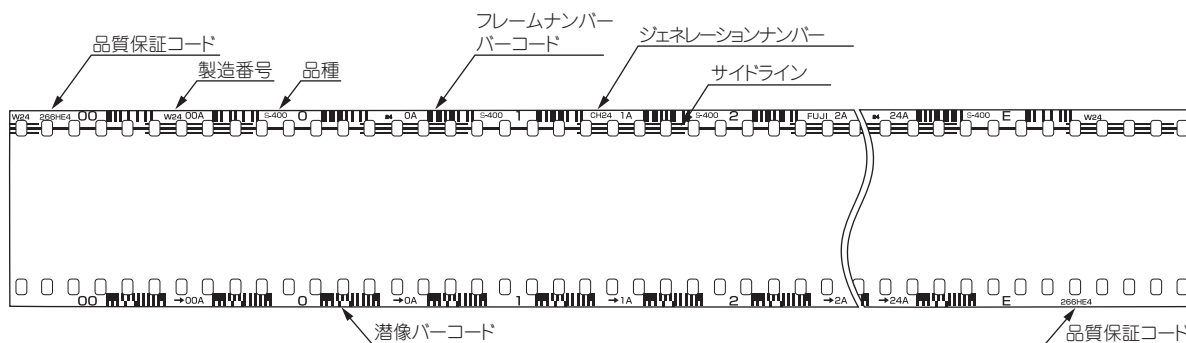 フレームナンバー
バーコード
品質保証コード
ジェネレーションナンバー
製造番号
品種
サイドライン
W24 266HE4 00 W24 00A S-400 0 24 0A S-400 1 CH24 1A S-400 2 FUJI 2A 24 24A S-400 E W24
00 →00A 0 →0A 1 →1A 2 →2A →24A E 266HE4
潜像バーコード
品質保証コード